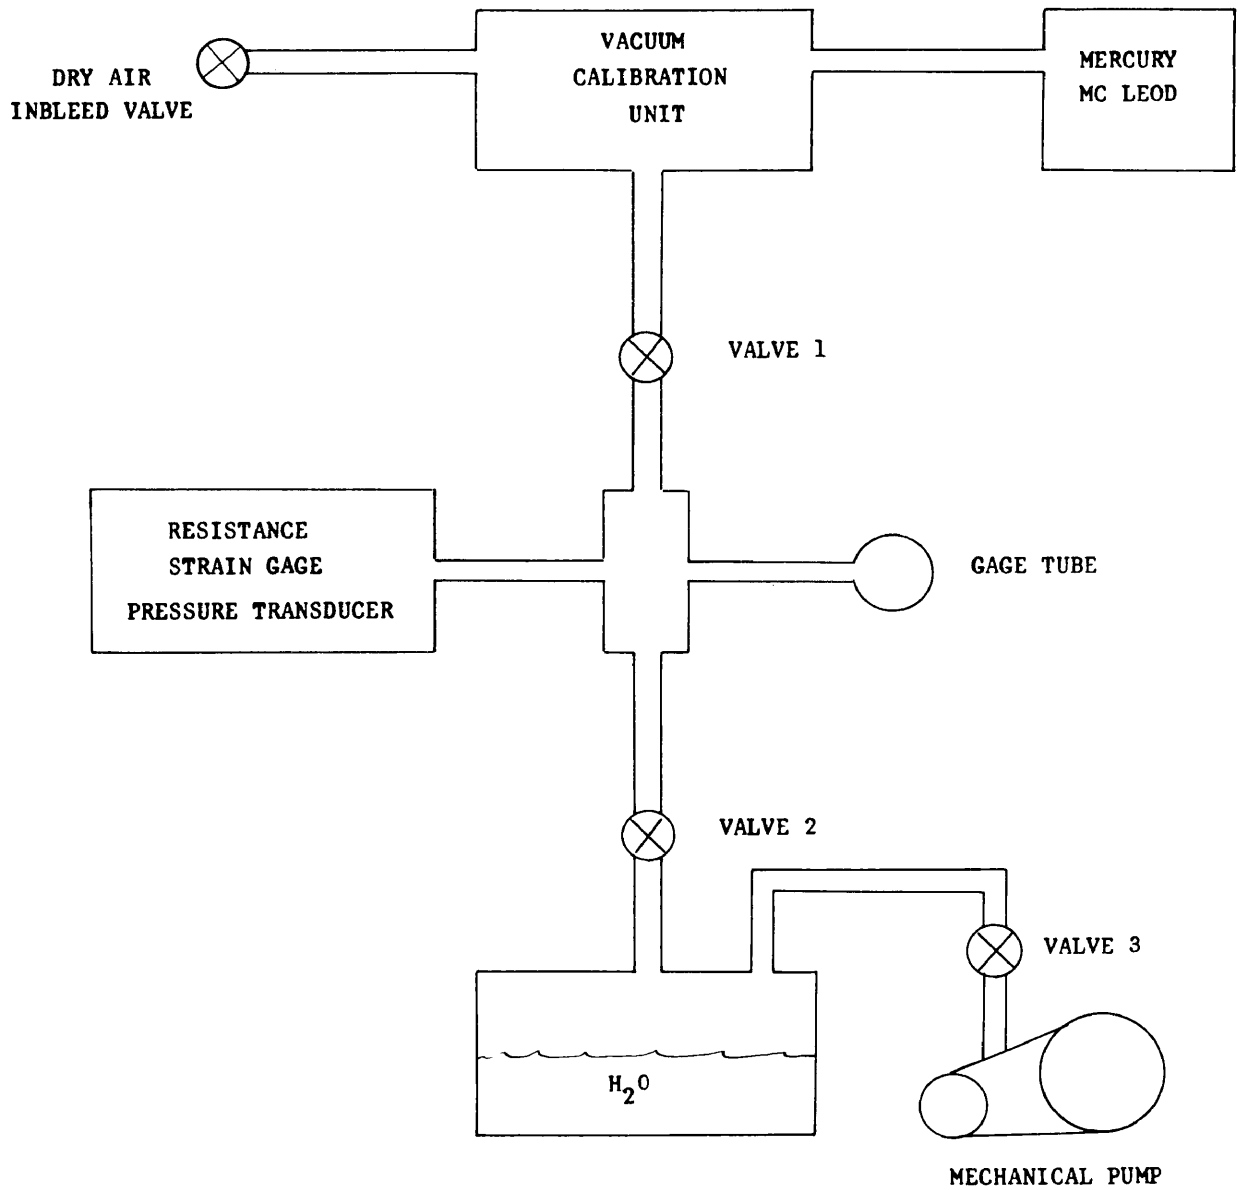 VACUUM
CALIBRATION
UNIT
MERCURY
MC LEOD
DRY AIR
INBLEED VALVE
VALVE 1
RESISTANCE
STRAIN GAGE
PRESSURE TRANSDUCER
GAGE TUBE
VALVE 2
VALVE 3
H₂O
MECHANICAL PUMP